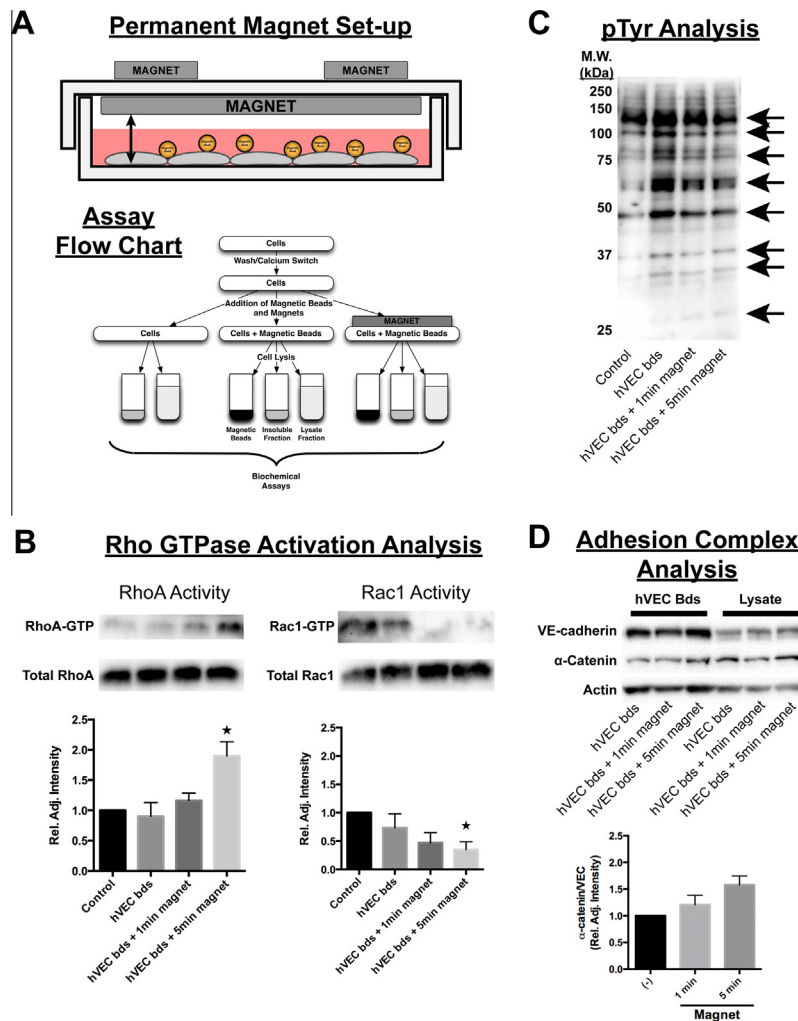 A
Permanent Magnet Set-up
MAGNET
MAGNET
MAGNET
Assay
Flow Chart
Cells
Wash/Calcium Switch
Cells
Addition of Magnetic Beads
and Magnets
MAGNET
Cells
Cells + Magnetic Beads
Cells + Magnetic Beads
Cell Lysis
Magnetic
Beads
Insoluble
Fraction
Lysate
Fraction
Biochemical
Assays
B
Rho GTPase Activation Analysis
RhoA Activity
RhoA-GTP
Total RhoA
Rel. Adj. Intensity
2.5
2.0
1.5
1.0
0.5
0.0
★
Control
hVEC bds
hVEC bds + 1min magnet
hVEC bds + 5min magnet
Rac1 Activity
Rac1-GTP
Total Rac1
Rel. Adj. Intensity
2.5
2.0
1.5
1.0
0.5
0.0
★
Control
hVEC bds
hVEC bds + 1min magnet
hVEC bds + 5min magnet
C
pTyr Analysis
M.W.
(kDa)
250
150
100
75
50
37
25
Control
hVEC bds
hVEC bds + 1min magnet
hVEC bds + 5min magnet
D
Adhesion Complex
Analysis
hVEC Bds
Lysate
VE-cadherin
α-Catenin
Actin
hVEC bds
hVEC bds + 1min magnet
hVEC bds + 5min magnet
hVEC bds
hVEC bds + 1min magnet
hVEC bds + 5min magnet
α-catenin/VEC
(Rel. Adj. Intensity)
2.5
2.0
1.5
1.0
0.5
0.0
(-)
1 min
5 min
Magnet